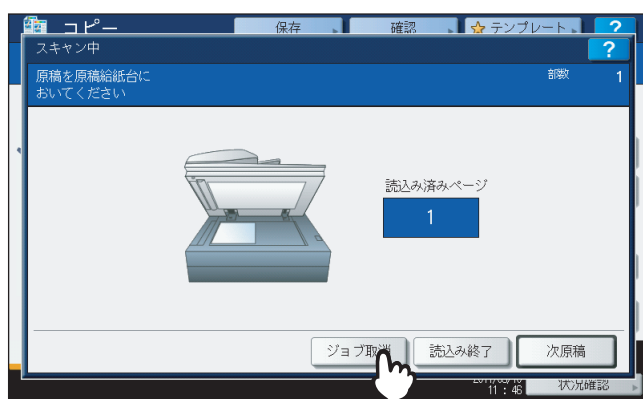 コピー 保存 確認 テンプレート ?
スキャン中 ?
原稿を原稿給紙台に 部数 1
おいてください
読込み済みページ
1
ジョブ取消 読込み終了 次原稿
11:46 状況確認